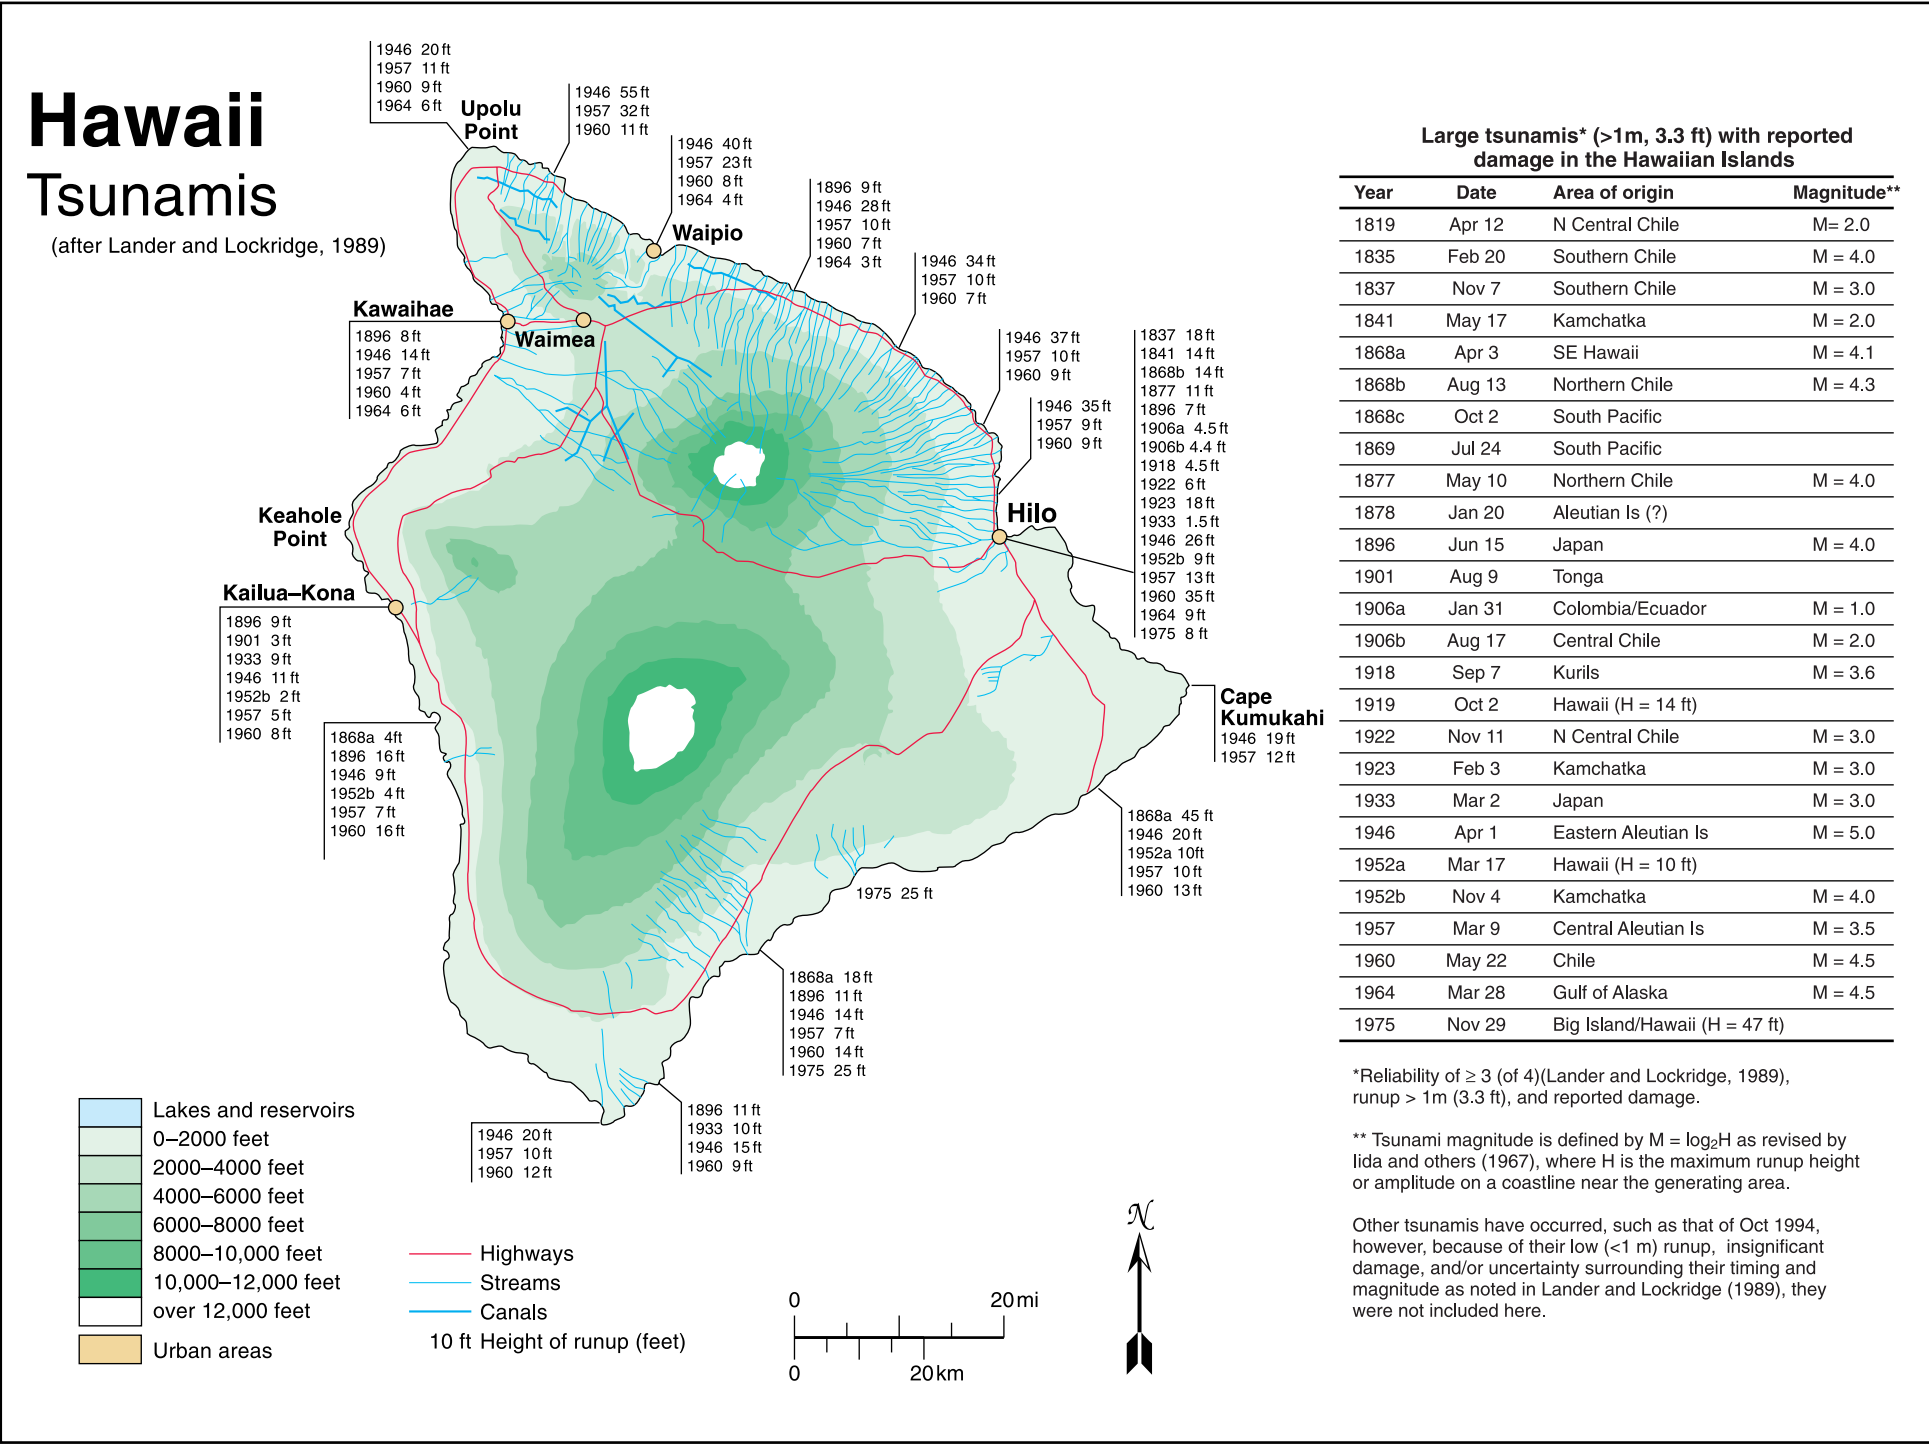 Hawaii
Tsunamis
(after Lander and Lockridge, 1989)
1946 20 ft
1957 11 ft
1960 9 ft
1964 6 ft
Upolu
Point
1946 55 ft
1957 32 ft
1960 11 ft
1946 40 ft
1957 23 ft
1960 8 ft
1964 4 ft
Waipio
1896 9 ft
1946 28 ft
1957 10 ft
1960 7 ft
1964 3 ft
1946 34 ft
1957 10 ft
1960 7 ft
Kawaihae
1896 8 ft
1946 14 ft
1957 7 ft
1960 4 ft
1964 6 ft
Waimea
1946 37 ft
1957 10 ft
1960 9 ft
1946 35 ft
1957 9 ft
1960 9 ft
Hilo
1837 18 ft
1841 14 ft
1868b 14 ft
1877 11 ft
1896 7 ft
1906a 4.5 ft
1906b 4.4 ft
1918 4.5 ft
1922 6 ft
1923 18 ft
1933 1.5 ft
1946 26 ft
1952b 9 ft
1957 13 ft
1960 35 ft
1964 9 ft
1975 8 ft
Keahole
Point
Kailua–Kona
1896 9 ft
1901 3 ft
1933 9 ft
1946 11 ft
1952b 2 ft
1957 5 ft
1960 8 ft
1868a 4ft
1896 16 ft
1946 9 ft
1952b 4 ft
1957 7 ft
1960 16 ft
Cape
Kumukahi
1946 19 ft
1957 12 ft
1868a 45 ft
1946 20 ft
1952a 10ft
1957 10 ft
1960 13 ft
1975 25 ft
1868a 18 ft
1896 11 ft
1946 14 ft
1957 7 ft
1960 14 ft
1975 25 ft
1896 11 ft
1933 10 ft
1946 15 ft
1960 9 ft
1946 20 ft
1957 10 ft
1960 12 ft
Lakes and reservoirs
0–2000 feet
2000–4000 feet
4000–6000 feet
6000–8000 feet
8000–10,000 feet
10,000–12,000 feet
over 12,000 feet
Urban areas
Highways
Streams
Canals
10 ft Height of runup (feet)
0 20 mi
0 20 km
N
Large tsunamis* (>1m, 3.3 ft) with reported
damage in the Hawaiian Islands
Year Date Area of origin Magnitude**
1819 Apr 12 N Central Chile M= 2.0
1835 Feb 20 Southern Chile M = 4.0
1837 Nov 7 Southern Chile M = 3.0
1841 May 17 Kamchatka M = 2.0
1868a Apr 3 SE Hawaii M = 4.1
1868b Aug 13 Northern Chile M = 4.3
1868c Oct 2 South Pacific
1869 Jul 24 South Pacific
1877 May 10 Northern Chile M = 4.0
1878 Jan 20 Aleutian Is (?)
1896 Jun 15 Japan M = 4.0
1901 Aug 9 Tonga
1906a Jan 31 Colombia/Ecuador M = 1.0
1906b Aug 17 Central Chile M = 2.0
1918 Sep 7 Kurils M = 3.6
1919 Oct 2 Hawaii (H = 14 ft)
1922 Nov 11 N Central Chile M = 3.0
1923 Feb 3 Kamchatka M = 3.0
1933 Mar 2 Japan M = 3.0
1946 Apr 1 Eastern Aleutian Is M = 5.0
1952a Mar 17 Hawaii (H = 10 ft)
1952b Nov 4 Kamchatka M = 4.0
1957 Mar 9 Central Aleutian Is M = 3.5
1960 May 22 Chile M = 4.5
1964 Mar 28 Gulf of Alaska M = 4.5
1975 Nov 29 Big Island/Hawaii (H = 47 ft)
*Reliability of ≥ 3 (of 4)(Lander and Lockridge, 1989),
runup > 1m (3.3 ft), and reported damage.
** Tsunami magnitude is defined by M = log₂H as revised by
Iida and others (1967), where H is the maximum runup height
or amplitude on a coastline near the generating area.
Other tsunamis have occurred, such as that of Oct 1994,
however, because of their low (<1 m) runup, insignificant
damage, and/or uncertainty surrounding their timing and
magnitude as noted in Lander and Lockridge (1989), they
were not included here.